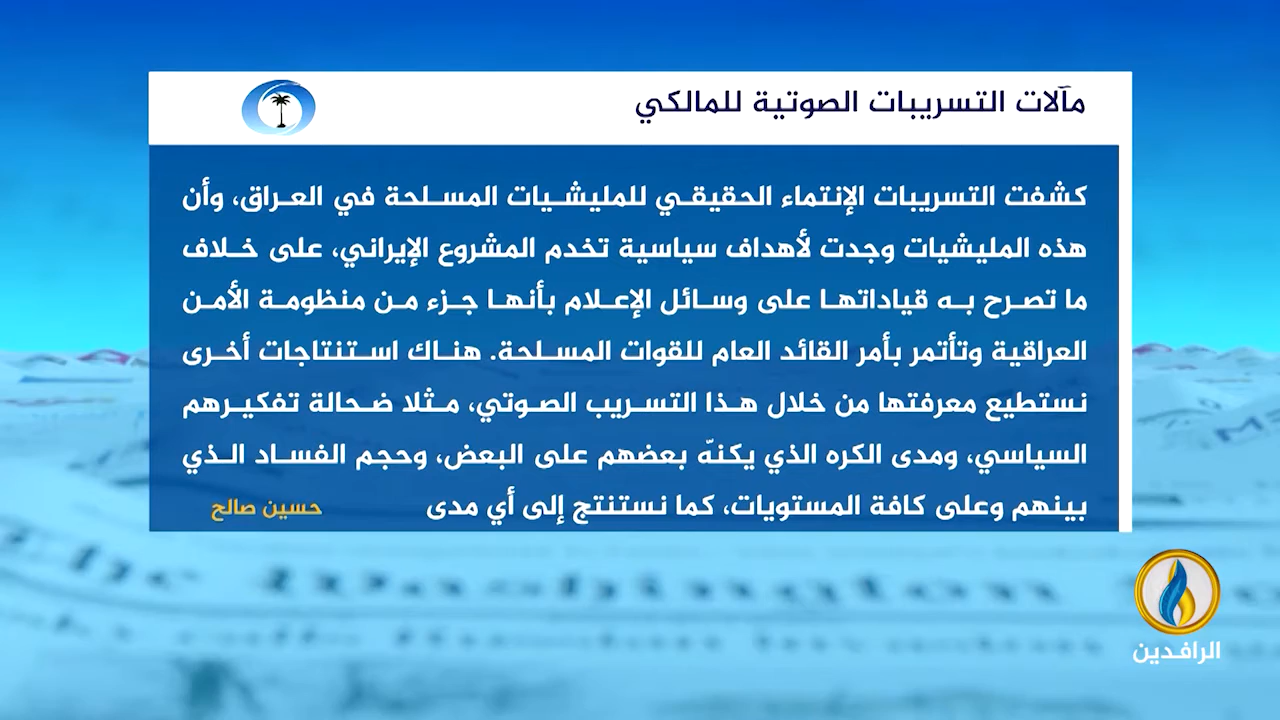 مآلات التسريبات الصوتية للمالكي
كشفت التسريبات الإنتماء الحقيقي للمليشيات المسلحة في العراق، وأن
هذه المليشيات وجدت لأهداف سياسية تخدم المشروع الإيراني، على خلاف
ما تصرح به قياداتها على وسائل الإعلام بأنها جزء من منظومة الأمن
العراقية وتأتمر بأمر القائد العام للقوات المسلحة. هناك استنتاجات أخرى
نستطيع معرفتها من خلال هذا التسريب الصوتي، مثلا ضحالة تفكيرهم
السياسي، ومدى الكره الذي يكنهّ بعضهم على البعض، وحجم الفساد الذي
بينهم وعلى كافة المستويات، كما نستنتج إلى أي مدى
حسين صالح
الرافدين